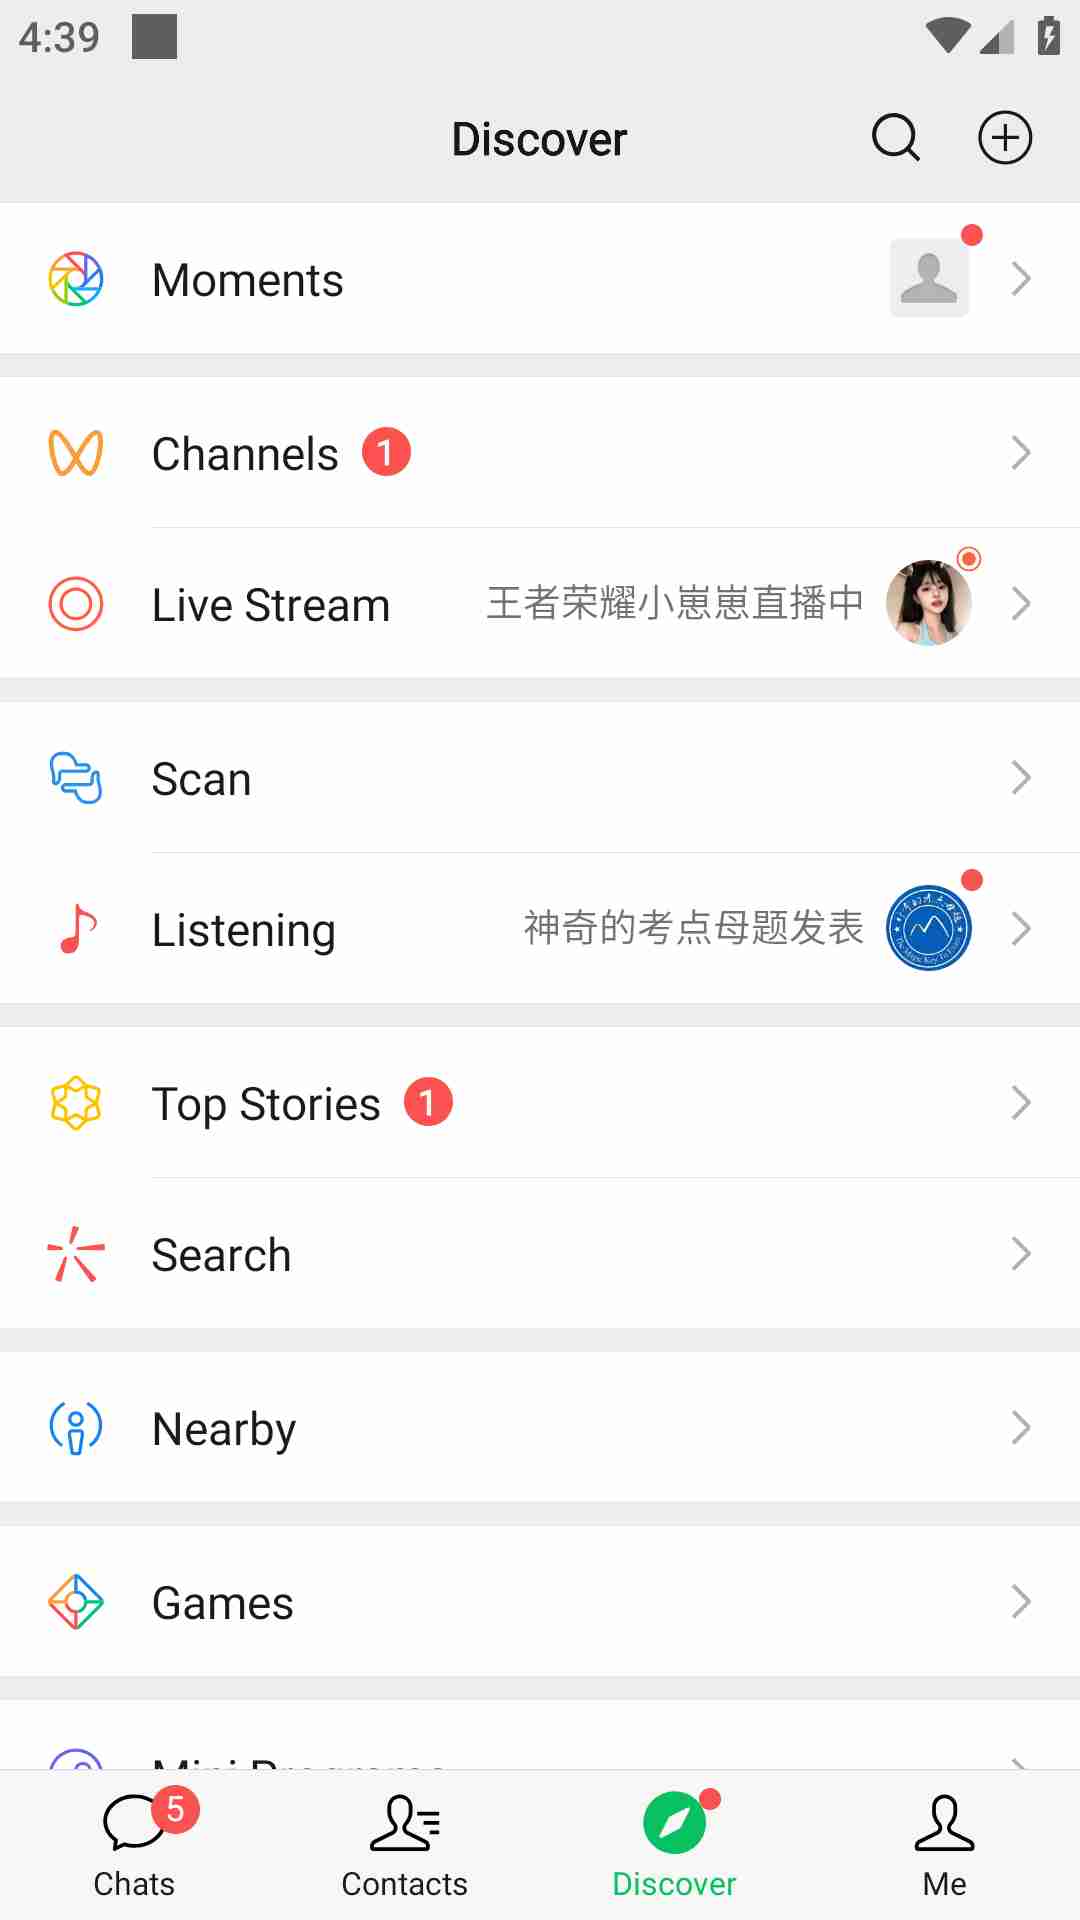 4:39
Discover
Moments
Channels 1
Live Stream 王者荣耀小崽崽直播中
Scan
Listening 神奇的考点母题发表
Top Stories 1
Search
Nearby
Games
Mini Programs
5
Chats Contacts Discover Me